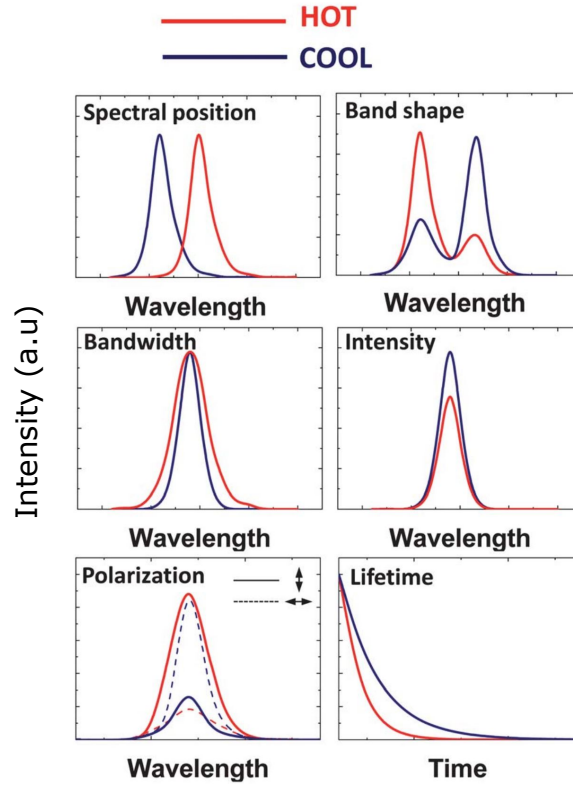 HOT
COOL
Spectral position
Band shape
Wavelength
Wavelength
Intensity (a.u)
Bandwidth
Intensity
Wavelength
Wavelength
Polarization
Lifetime
Wavelength
Time